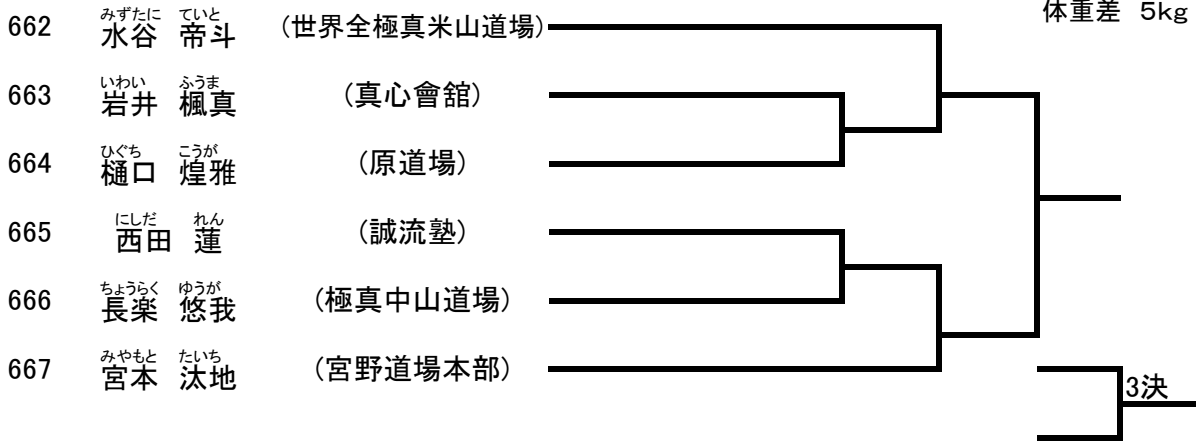 体重差 5kg
みずたに ていと
662 水谷 帝斗 (世界全極真米山道場)
いわい ふうま
663 岩井 楓真 (真心會舘)
ひぐち こうが
664 樋口 煌雅 (原道場)
にしだ れん
665 西田 蓮 (誠流塾)
ちょうらく ゆうが
666 長楽 悠我 (極真中山道場)
みやもと たいち
667 宮本 汰地 (宮野道場本部)
3決